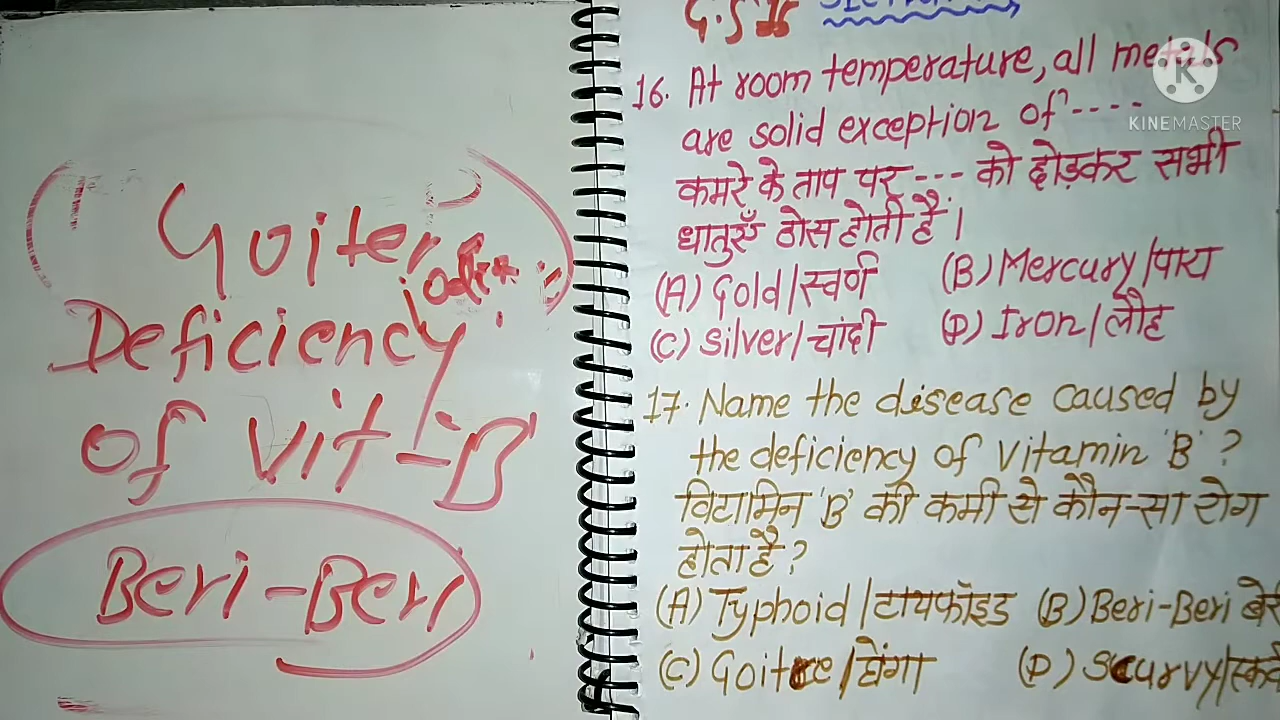 Goiter
Deficiency
of Vit-B
Beri-Beri
G.S
16. At room temperature, all metals
are solid exception of ----
कमरे के ताप पर --- को छोड़कर सभी
धातुएँ ठोस होती है।
(A) Gold/स्वर्ण (B) Mercury/पारा
(C) Silver/चांदी (D) Iron/लौह
17. Name the disease caused by
the deficiency of Vitamin 'B' ?
विटामिन 'B' की कमी से कौन-सा रोग
होता है?
(A) Typhoid/टायफॉइड (B) Beri-Beri
(C) Goitre/घेंगा (D) Scurvy
KINEMASTER